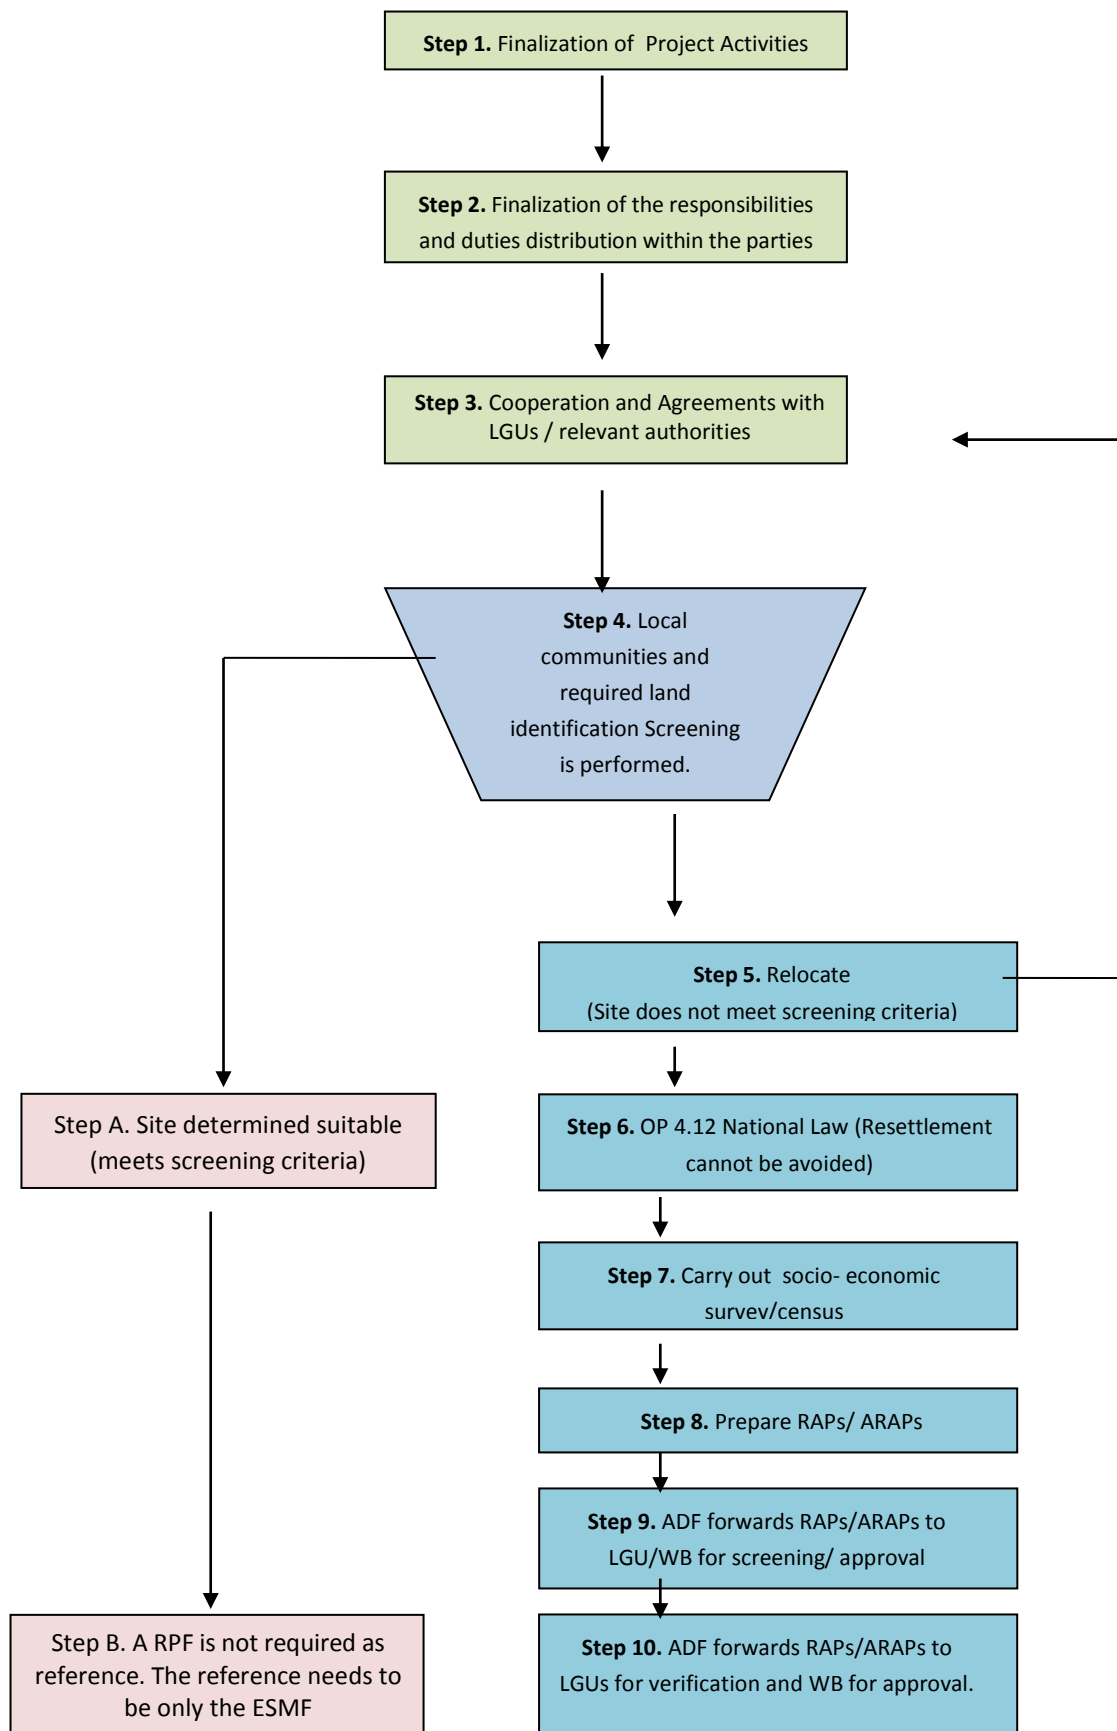 Step 1. Finalization of Project Activities
Step 2. Finalization of the responsibilities
and duties distribution within the parties
Step 3. Cooperation and Agreements with
LGUs / relevant authorities
Step 4. Local
communities and
required land
identification Screening
is performed.
Step 5. Relocate
(Site does not meet screening criteria)
Step A. Site determined suitable
(meets screening criteria)
Step 6. OP 4.12 National Law (Resettlement
cannot be avoided)
Step 7. Carry out socio- economic
survey/census
Step 8. Prepare RAPs/ ARAPs
Step 9. ADF forwards RAPs/ARAPs to
LGU/WB for screening/ approval
Step B. A RPF is not required as
reference. The reference needs to
be only the ESMF
Step 10. ADF forwards RAPs/ARAPs to
LGUs for verification and WB for approval.